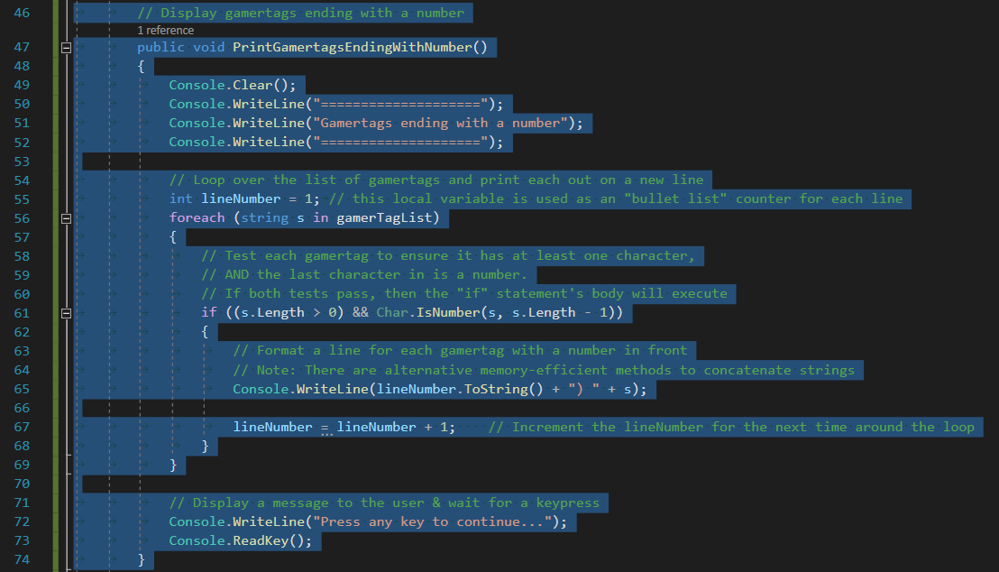 46 // Display gamertags ending with a number
1 reference
47 public void PrintGamertagsEndingWithNumber()
48 {
49 Console.Clear();
50 Console.WriteLine("====================");
51 Console.WriteLine("Gamertags ending with a number");
52 Console.WriteLine("====================");
53
54 // Loop over the list of gamertags and print each out on a new line
55 int lineNumber = 1; // this local variable is used as an "bullet list" counter for each line
56 foreach (string s in gamerTagList)
57 {
58 // Test each gamertag to ensure it has at least one character,
59 // AND the last character in is a number.
60 // If both tests pass, then the "if" statement's body will execute
61 if ((s.Length > 0) && Char.IsNumber(s, s.Length - 1))
62 {
63 // Format a line for each gamertag with a number in front
64 // Note: There are alternative memory-efficient methods to concatenate strings
65 Console.WriteLine(lineNumber.ToString() + ") " + s);
66
67 lineNumber = lineNumber + 1; // Increment the lineNumber for the next time around the loop
68 }
69 }
70
71 // Display a message to the user & wait for a keypress
72 Console.WriteLine("Press any key to continue...");
73 Console.ReadKey();
74 }